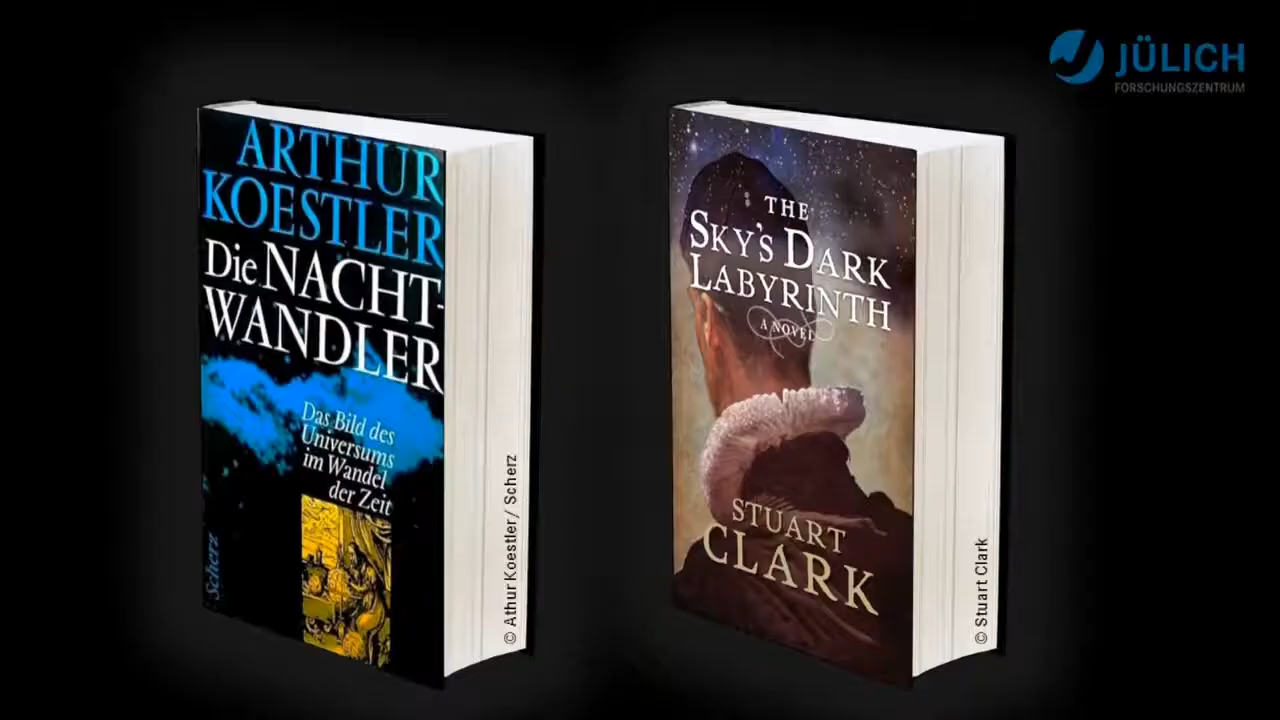 JÜLICH
FORSCHUNGSZENTRUM
ARTHUR
KOESTLER
Die NACHT-
WANDLER
Das Bild des
Universums
im Wandel
der Zeit
Scherz
© Athur Koestler / Scherz
THE
SKY'S DARK
LABYRINTH
A NOVEL
STUART
CLARK
© Stuart Clark